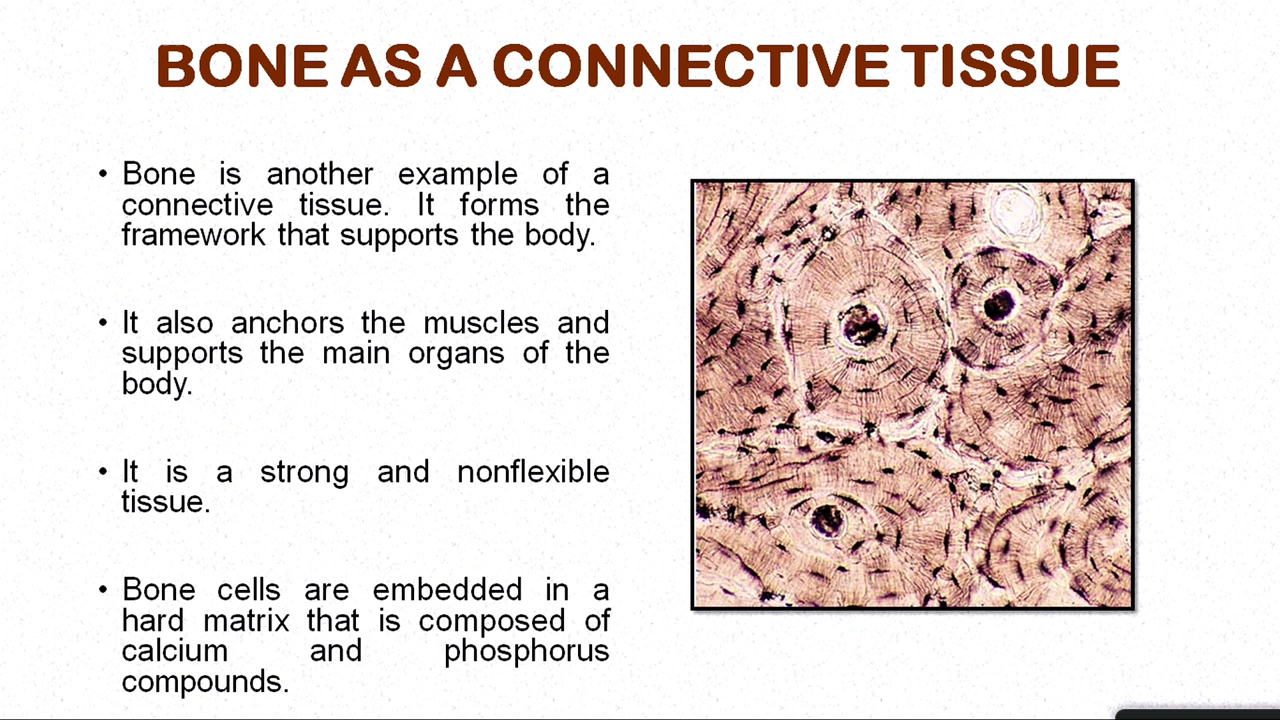 BONE AS A CONNECTIVE TISSUE
• Bone is another example of a
connective tissue. It forms the
framework that supports the body.
• It also anchors the muscles and
supports the main organs of the
body.
• It is a strong and nonflexible
tissue.
• Bone cells are embedded in a
hard matrix that is composed of
calcium and phosphorus
compounds.